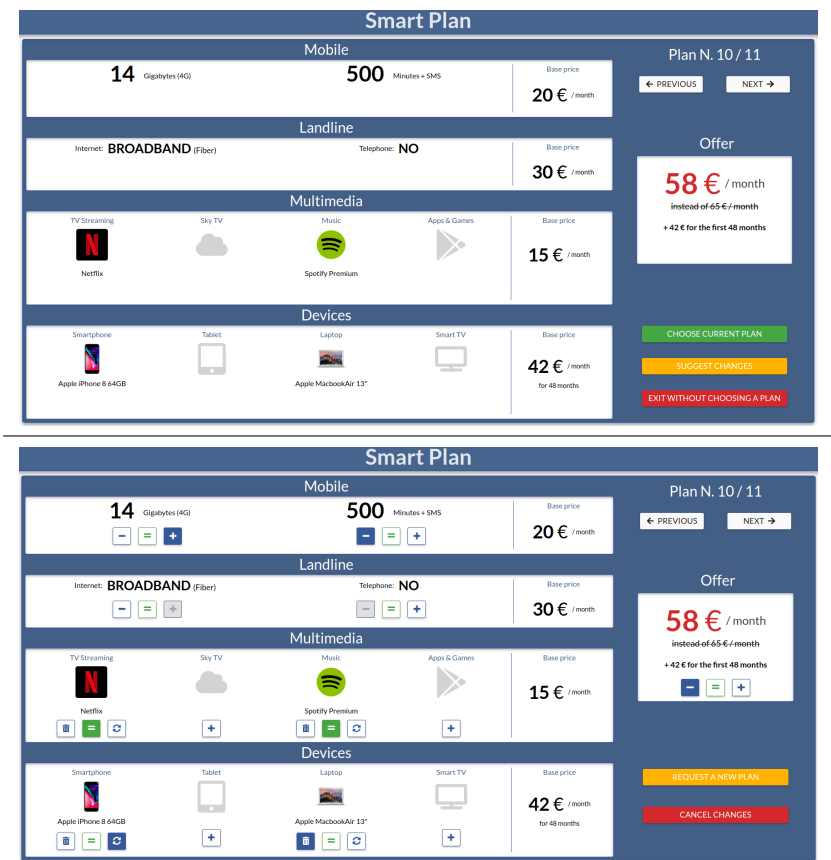 Smart Plan
Mobile
14 Gigabytes (4G) 500 Minutes + SMS
Base price
20 € / month
Landline
Internet: BROADBAND (Fiber) Telephone: NO
Base price
30 € / month
Multimedia
TV Streaming Sky TV Music Apps & Games Base price
15 € / month
Netflix Spotify Premium
Devices
Smartphone Tablet Laptop Smart TV Base price
42 € / month
for 48 months
Apple iPhone 8 64GB Apple MacbookAir 13"
Plan N. 10 / 11
← PREVIOUS NEXT →
Offer
58 € / month
instead of 65 € / month
+ 42 € for the first 48 months
CHOOSE CURRENT PLAN
SUGGEST CHANGES
EXIT WITHOUT CHOOSING A PLAN
Smart Plan
Mobile
14 Gigabytes (4G) 500 Minutes + SMS
Base price
20 € / month
− = + − = +
Landline
Internet: BROADBAND (Fiber) Telephone: NO
Base price
30 € / month
− = + − = +
Multimedia
TV Streaming Sky TV Music Apps & Games Base price
15 € / month
Netflix Spotify Premium
= + = +
Devices
Smartphone Tablet Laptop Smart TV Base price
42 € / month
for 48 months
Apple iPhone 8 64GB Apple MacbookAir 13"
= + = +
Plan N. 10 / 11
← PREVIOUS NEXT →
Offer
58 € / month
instead of 65 € / month
+ 42 € for the first 48 months
− = +
REQUEST A NEW PLAN
CANCEL CHANGES